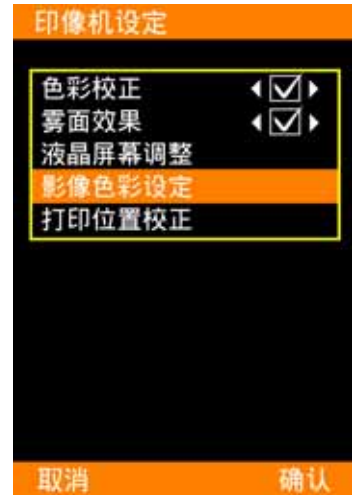 印像机设定
色彩校正
雾面效果
液晶屏幕调整
影像色彩设定
打印位置校正
取消 确认